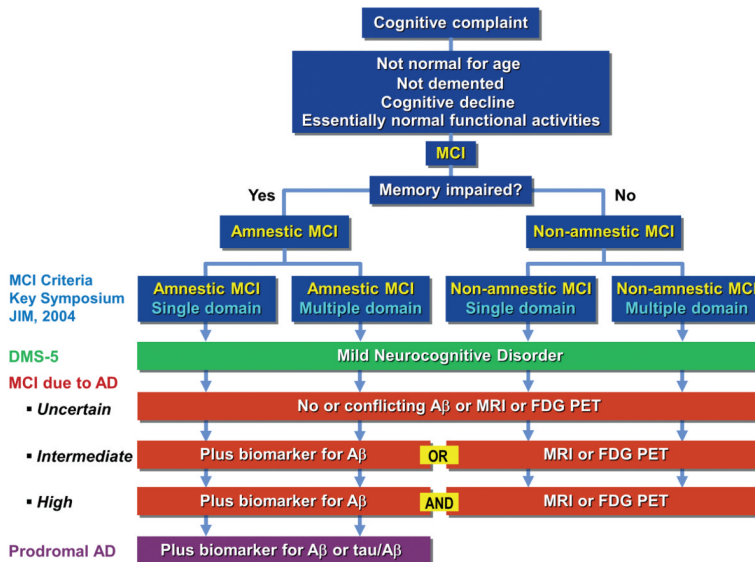 Cognitive complaint
Not normal for age
Not demented
Cognitive decline
Essentially normal functional activities
MCI
Memory impaired?
Yes
No
Amnestic MCI
Non-amnestic MCI
MCI Criteria
Key Symposium
JIM, 2004
Amnestic MCI
Single domain
Amnestic MCI
Multiple domain
Non-amnestic MCI
Single domain
Non-amnestic MCI
Multiple domain
DMS-5
Mild Neurocognitive Disorder
MCI due to AD
▪ Uncertain
No or conflicting Aβ or MRI or FDG PET
▪ Intermediate
Plus biomarker for Aβ
OR
MRI or FDG PET
▪ High
Plus biomarker for Aβ
AND
MRI or FDG PET
Prodromal AD
Plus biomarker for Aβ or tau/Aβ